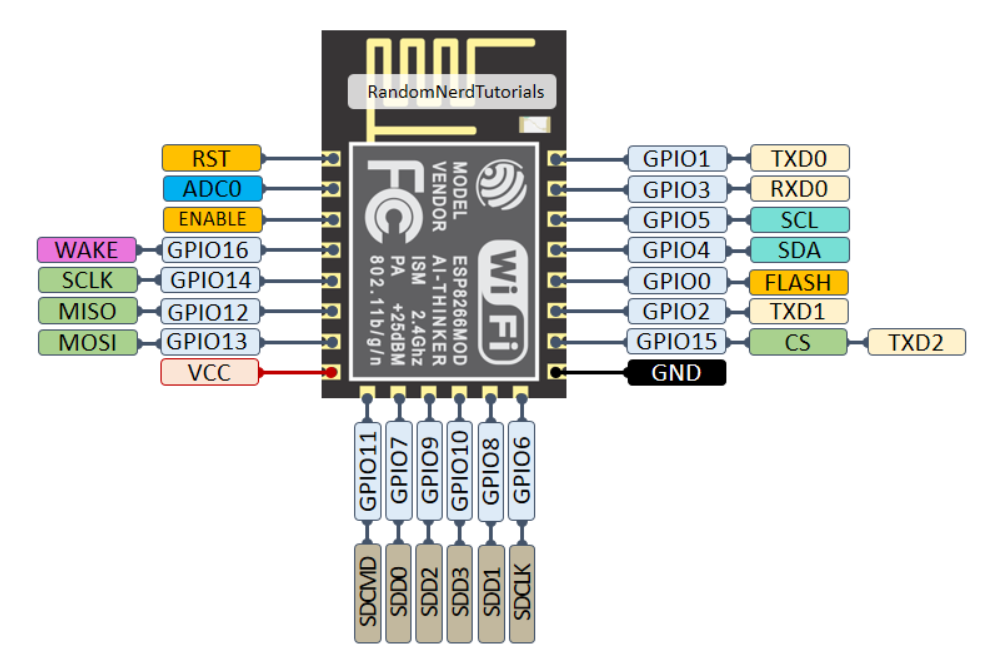 RandomNerdTutorials
RST
ADC0
ENABLE
WAKE GPIO16
SCLK GPIO14
MISO GPIO12
MOSI GPIO13
VCC
GPIO1 TXD0
GPIO3 RXD0
GPIO5 SCL
GPIO4 SDA
GPIO0 FLASH
GPIO2 TXD1
GPIO15 CS TXD2
GND
MODEL
VENDOR
ESP8266MOD
AI-THINKER
ISM 2.4GHz
PA +25dBM
802.11b/g/n
FC
Wi Fi
GPIO11 SDCMD
GPIO7 SDD0
GPIO9 SDD2
GPIO10 SDD3
GPIO8 SDD1
GPIO6 SDCLK